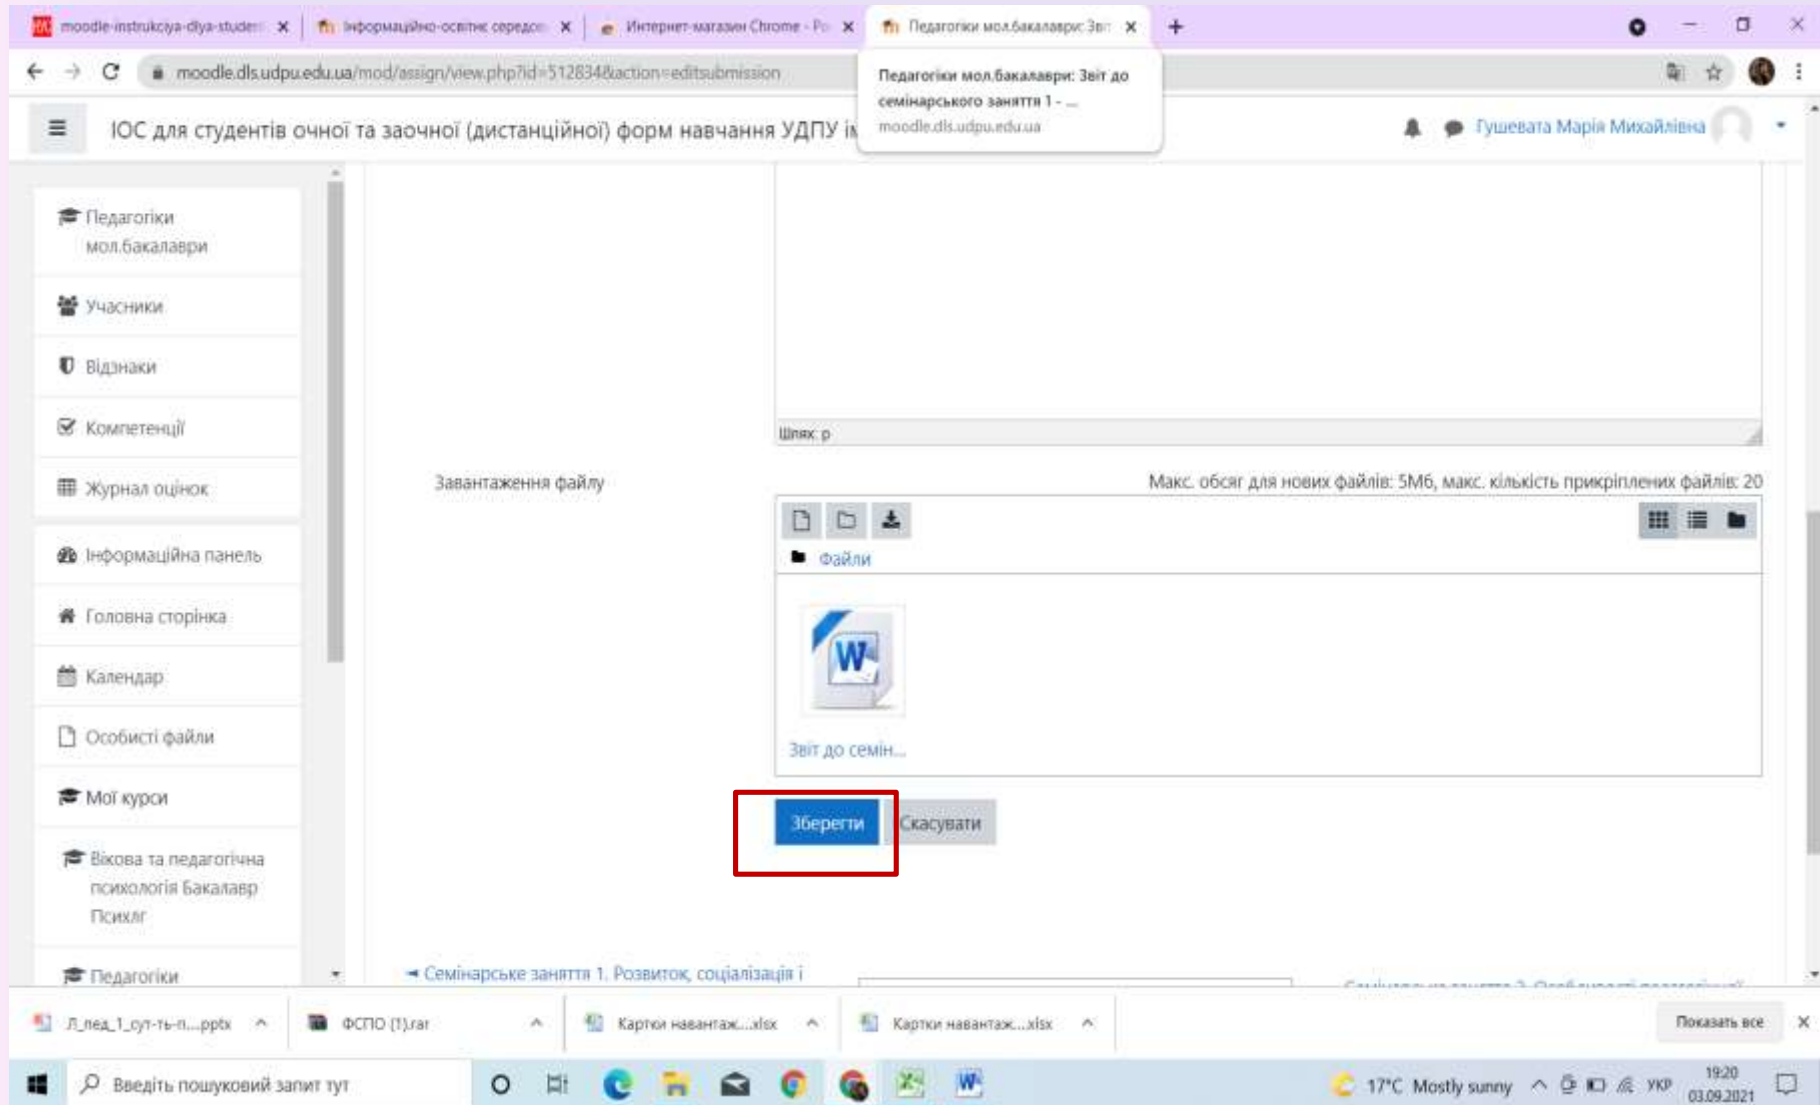 moodle-instrukciya-dlya-student
Інформаційно-освітнє середов
Интернет-магазин Chrome - Po
Педагогіки мол.бакалаври: Звіт
moodle.dls.udpu.edu.ua/mod/assign/view.php?id=512834&action=editsubmission
Педагогіки мол.бакалаври: Звіт до
семінарського заняття 1 - ...
moodle.dls.udpu.edu.ua
ІОС для студентів очної та заочної (дистанційної) форм навчання УДПУ ім
Гушевата Марія Михайлівна
Педагогіки
мол.бакалаври
Учасники
Відзнаки
Компетенції
Журнал оцінок
Інформаційна панель
Головна сторінка
Календар
Особисті файли
Мої курси
Вікова та педагогічна
психологія Бакалавр
Психлг
Педагогіки
Шлях: p
Завантаження файлу
Макс. обсяг для нових файлів: 5Мб, макс. кількість прикріплених файлів: 20
Файли
Звіт до семін...
Зберегти
Скасувати
◄ Семінарське заняття 1. Розвиток, соціалізація і
Л_пед_1_сут-ть-п....pptx
ФСПО (1).rar
Картки навантаж....xlsx
Картки навантаж....xlsx
Показать все
Введіть пошуковий запит тут
17°C Mostly sunny
УКР
19:20
03.09.2021